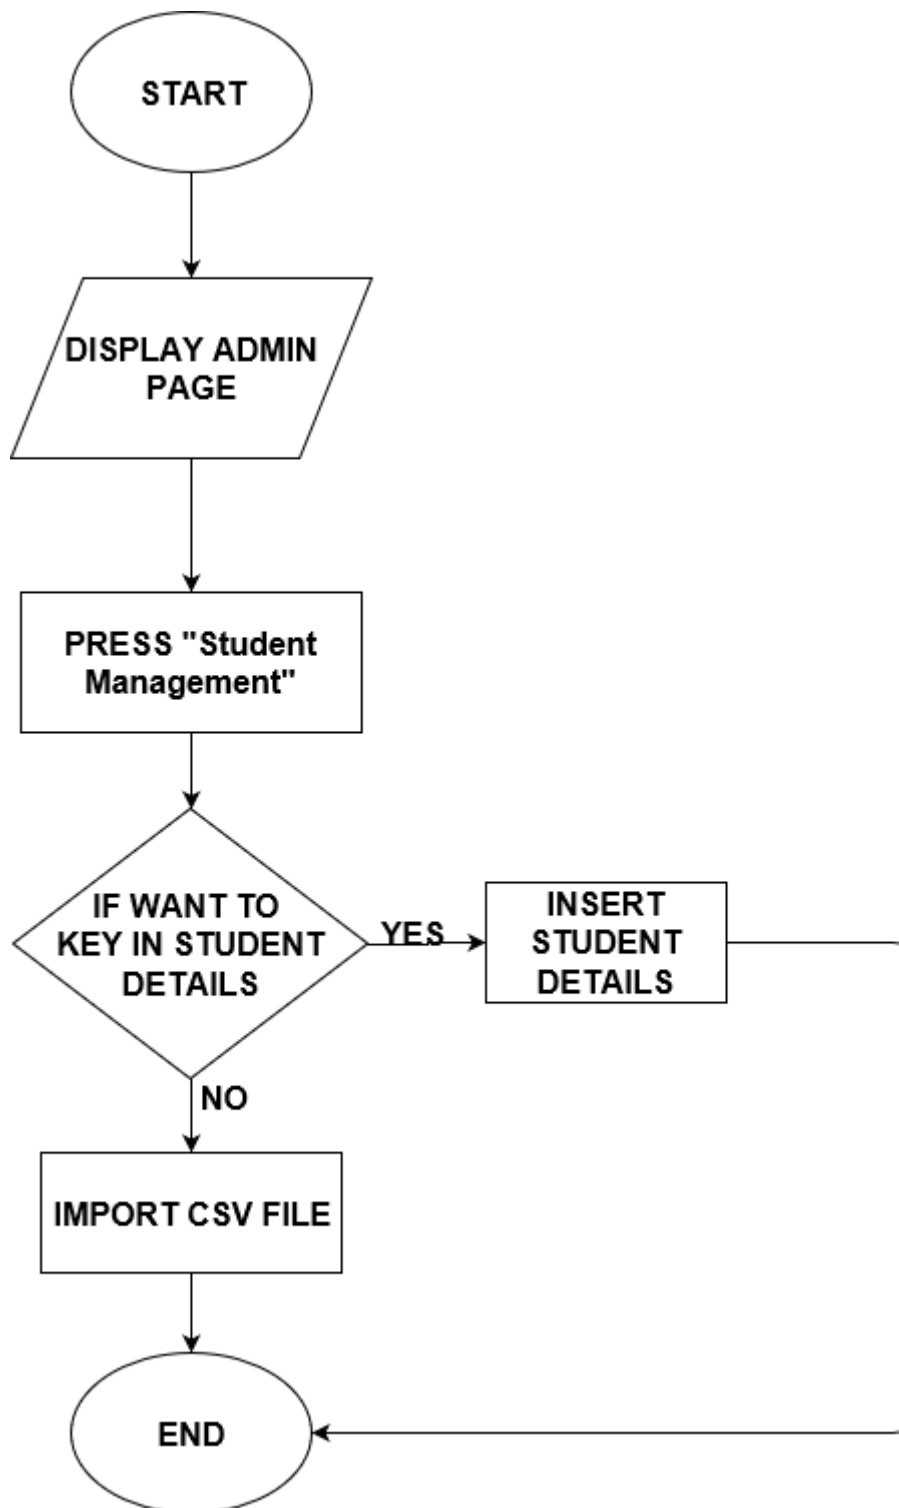 START
DISPLAY ADMIN
PAGE
PRESS "Student
Management"
IF WANT TO
KEY IN STUDENT
DETAILS
YES
INSERT
STUDENT
DETAILS
NO
IMPORT CSV FILE
END